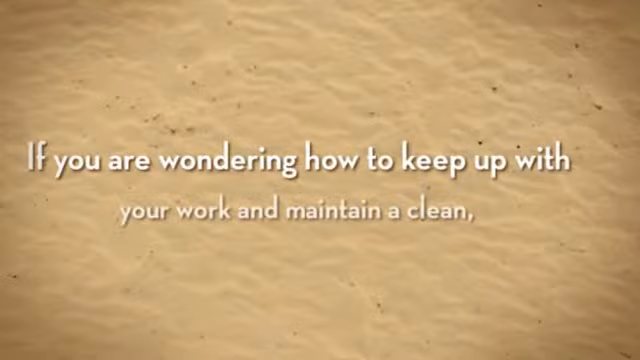 If you are wondering how to keep up with
your work and maintain a clean,